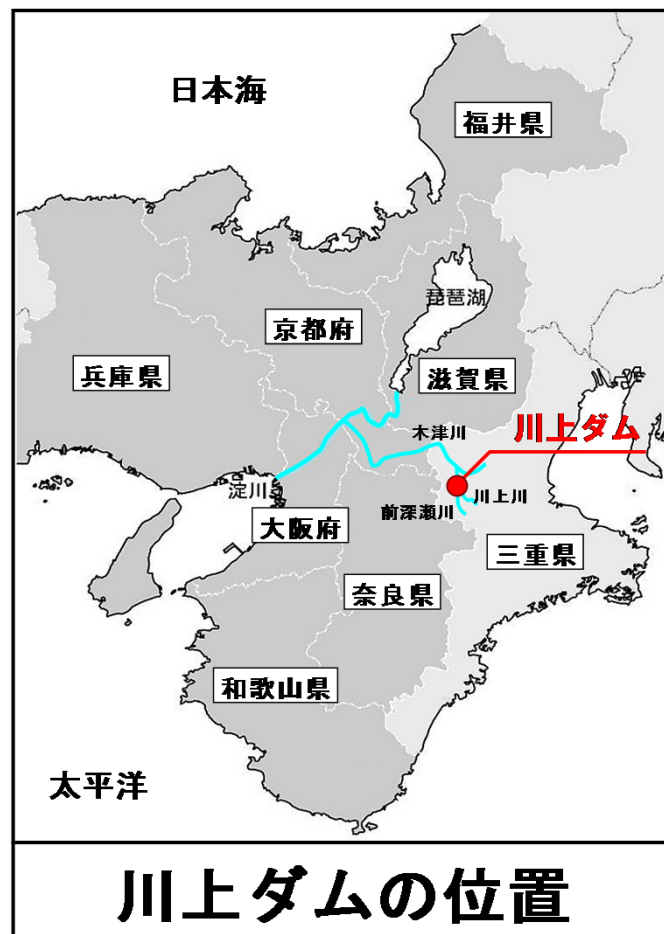 日本海
福井県
琵琶湖
京都府
兵庫県
滋賀県
川上ダム
木津川
淀川
川上川
前深瀬川
大阪府
三重県
奈良県
和歌山県
太平洋
川上ダムの位置